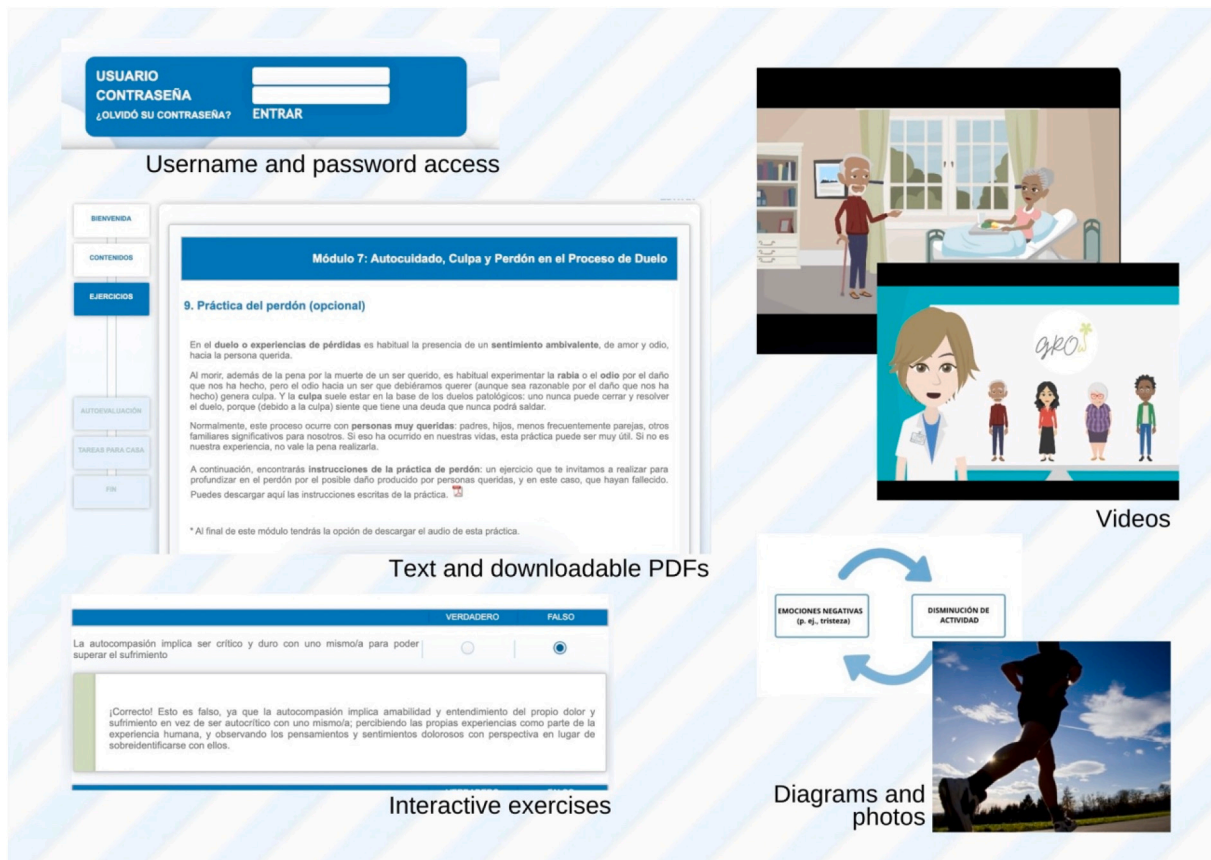 USUARIO
CONTRASEÑA
¿OLVIDÓ SU CONTRASEÑA?
ENTRAR
Username and password access
BIENVENIDA
CONTENIDOS
EJERCICIOS
AUTOEVALUACIÓN
TAREAS PARA CASA
FIN
Módulo 7: Autocuidado, Culpa y Perdón en el Proceso de Duelo
9. Práctica del perdón (opcional)
En el duelo o experiencias de pérdidas es habitual la presencia de un sentimiento ambivalente, de amor y odio,
hacia la persona querida.
Al morir, además de la pena por la muerte de un ser querido, es habitual experimentar la rabia o el odio por el daño
que nos ha hecho, pero el odio hacia un ser que debiéramos querer (aunque sea razonable por el daño que nos ha
hecho) genera culpa. Y la culpa suele estar en la base de los duelos patológicos: uno nunca puede cerrar y resolver
el duelo, porque (debido a la culpa) siente que tiene una deuda que nunca podrá saldar.
Normalmente, este proceso ocurre con personas muy queridas: padres, hijos, menos frecuentemente parejas, otros
familiares significativos para nosotros. Si eso ha ocurrido en nuestras vidas, esta práctica puede ser muy útil. Si no es
nuestra experiencia, no vale la pena realizarla.
A continuación, encontrarás instrucciones de la práctica de perdón: un ejercicio que te invitamos a realizar para
profundizar en el perdón por el posible daño producido por personas queridas, y en este caso, que hayan fallecido.
Puedes descargar aquí las instrucciones escritas de la práctica.
* Al final de este módulo tendrás la opción de descargar el audio de esta práctica.
Text and downloadable PDFs
VERDADERO FALSO
La autocompasión implica ser crítico y duro con uno mismo/a para poder
superar el sufrimiento
¡Correcto! Esto es falso, ya que la autocompasión implica amabilidad y entendimiento del propio dolor y
sufrimiento en vez de ser autocrítico con uno mismo/a; percibiendo las propias experiencias como parte de la
experiencia humana, y observando los pensamientos y sentimientos dolorosos con perspectiva en lugar de
sobreidentificarse con ellos.
Interactive exercises
GROw
Videos
EMOCIONES NEGATIVAS
(p. ej., tristeza)
DISMINUCIÓN DE
ACTIVIDAD
Diagrams and
photos